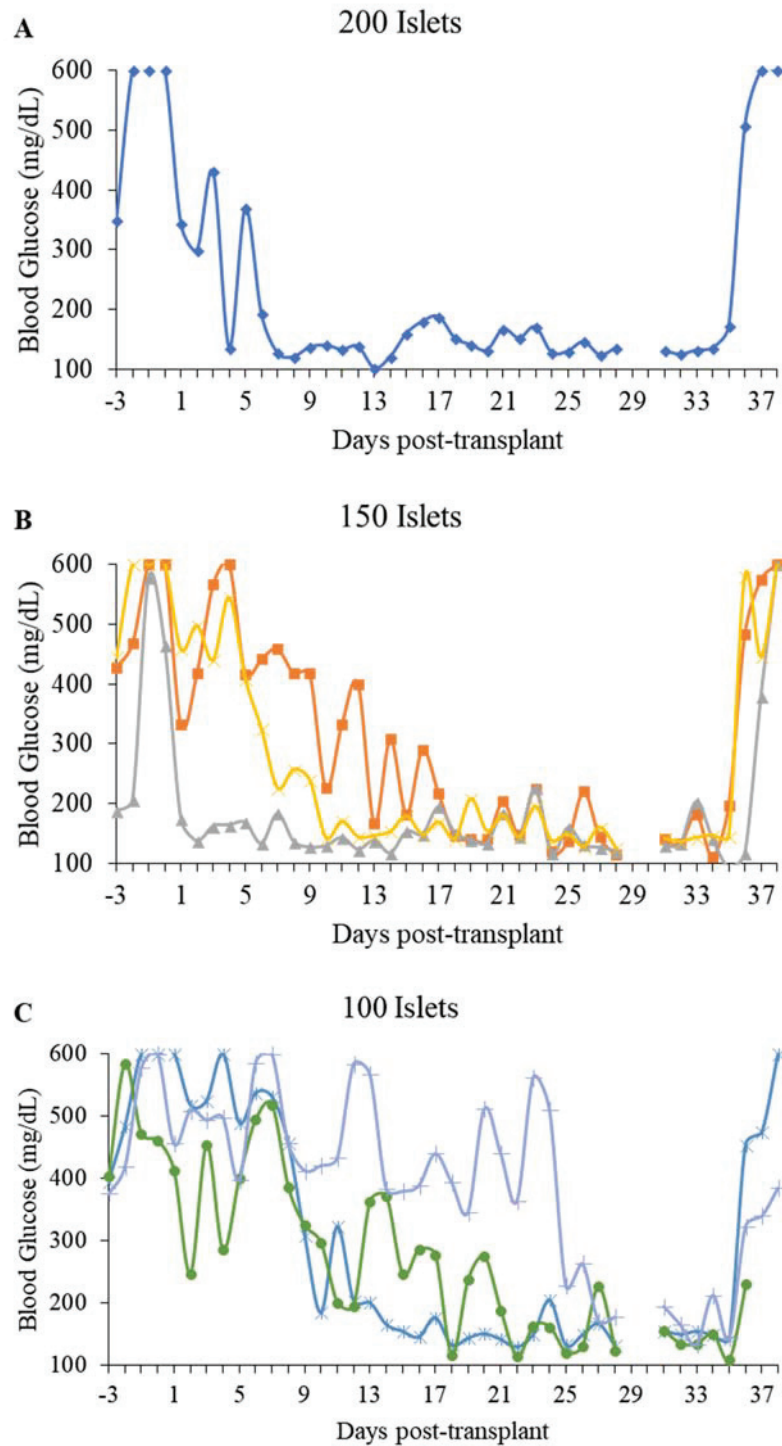 A
200 Islets
Blood Glucose (mg/dL)
600
500
400
300
200
100
-3 1 5 9 13 17 21 25 29 33 37
Days post-transplant
B
150 Islets
Blood Glucose (mg/dL)
600
500
400
300
200
100
-3 1 5 9 13 17 21 25 29 33 37
Days post-transplant
C
100 Islets
Blood Glucose (mg/dL)
600
500
400
300
200
100
-3 1 5 9 13 17 21 25 29 33 37
Days post-transplant